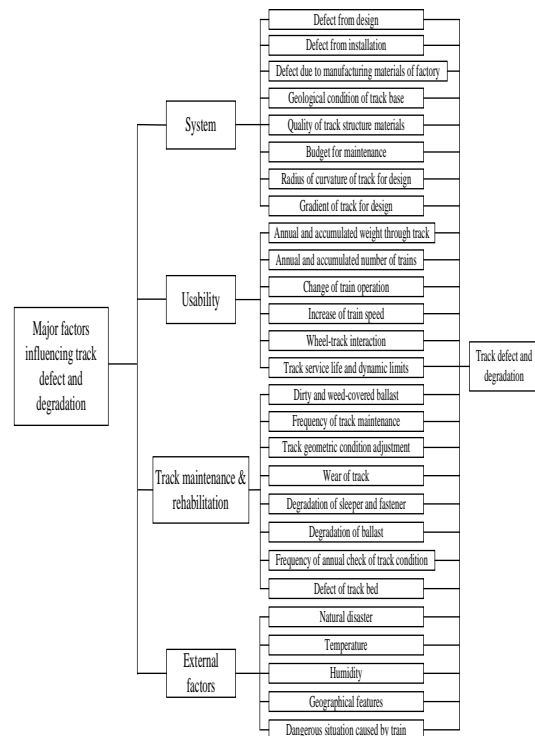 Major factors
influencing track
defect and
degradation
System
Defect from design
Defect from installation
Defect due to manufacturing materials of factory
Geological condition of track base
Quality of track structure materials
Budget for maintenance
Radius of curvature of track for design
Gradient of track for design
Usability
Annual and accumulated weight through track
Annual and accumulated number of trains
Change of train operation
Increase of train speed
Wheel-track interaction
Track service life and dynamic limits
Track maintenance &
rehabilitation
Dirty and weed-covered ballast
Frequency of track maintenance
Track geometric condition adjustment
Wear of track
Degradation of sleeper and fastener
Degradation of ballast
Frequency of annual check of track condition
Defect of track bed
External
factors
Natural disaster
Temperature
Humidity
Geographical features
Dangerous situation caused by train
Track defect and
degradation